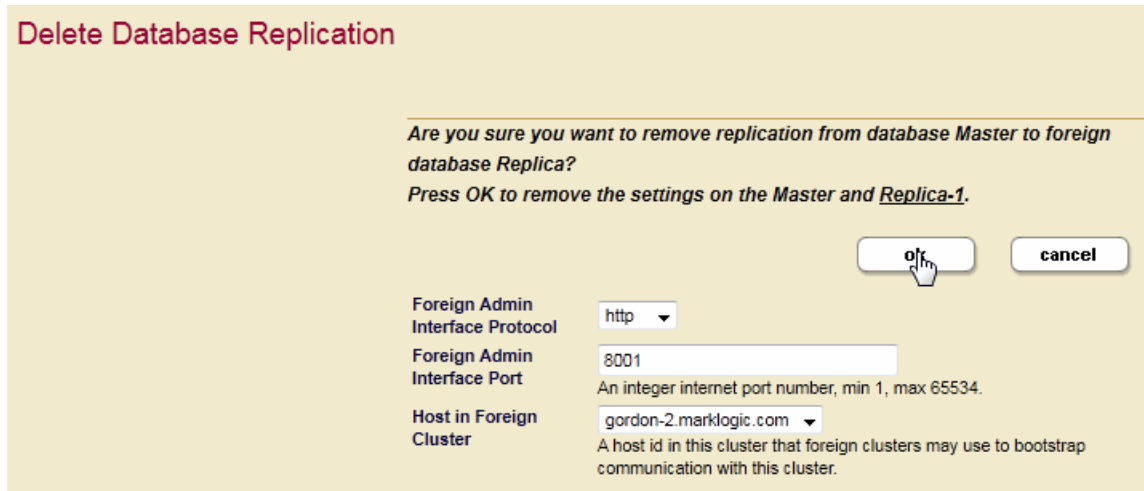 Delete Database Replication
Are you sure you want to remove replication from database Master to foreign
database Replica?
Press OK to remove the settings on the Master and Replica-1.
ok cancel
Foreign Admin
Interface Protocol
http
Foreign Admin
Interface Port
8001
An integer internet port number, min 1, max 65534.
Host in Foreign
Cluster
gordon-2.marklogic.com
A host id in this cluster that foreign clusters may use to bootstrap
communication with this cluster.